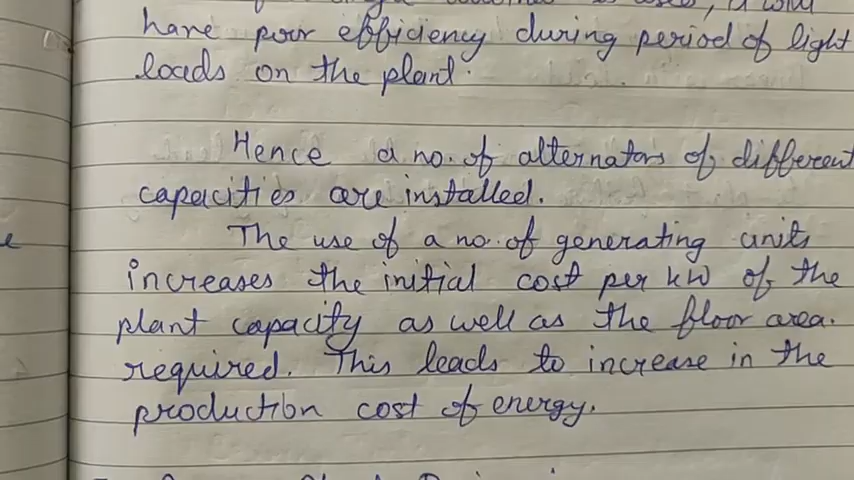 have poor efficiency during period of light
loads on the plant.
Hence a no. of alternators of different
capacities are installed.
The use of a no. of generating units
increases the initial cost per kW of the
plant capacity as well as the floor area.
required. This leads to increase in the
production cost of energy.